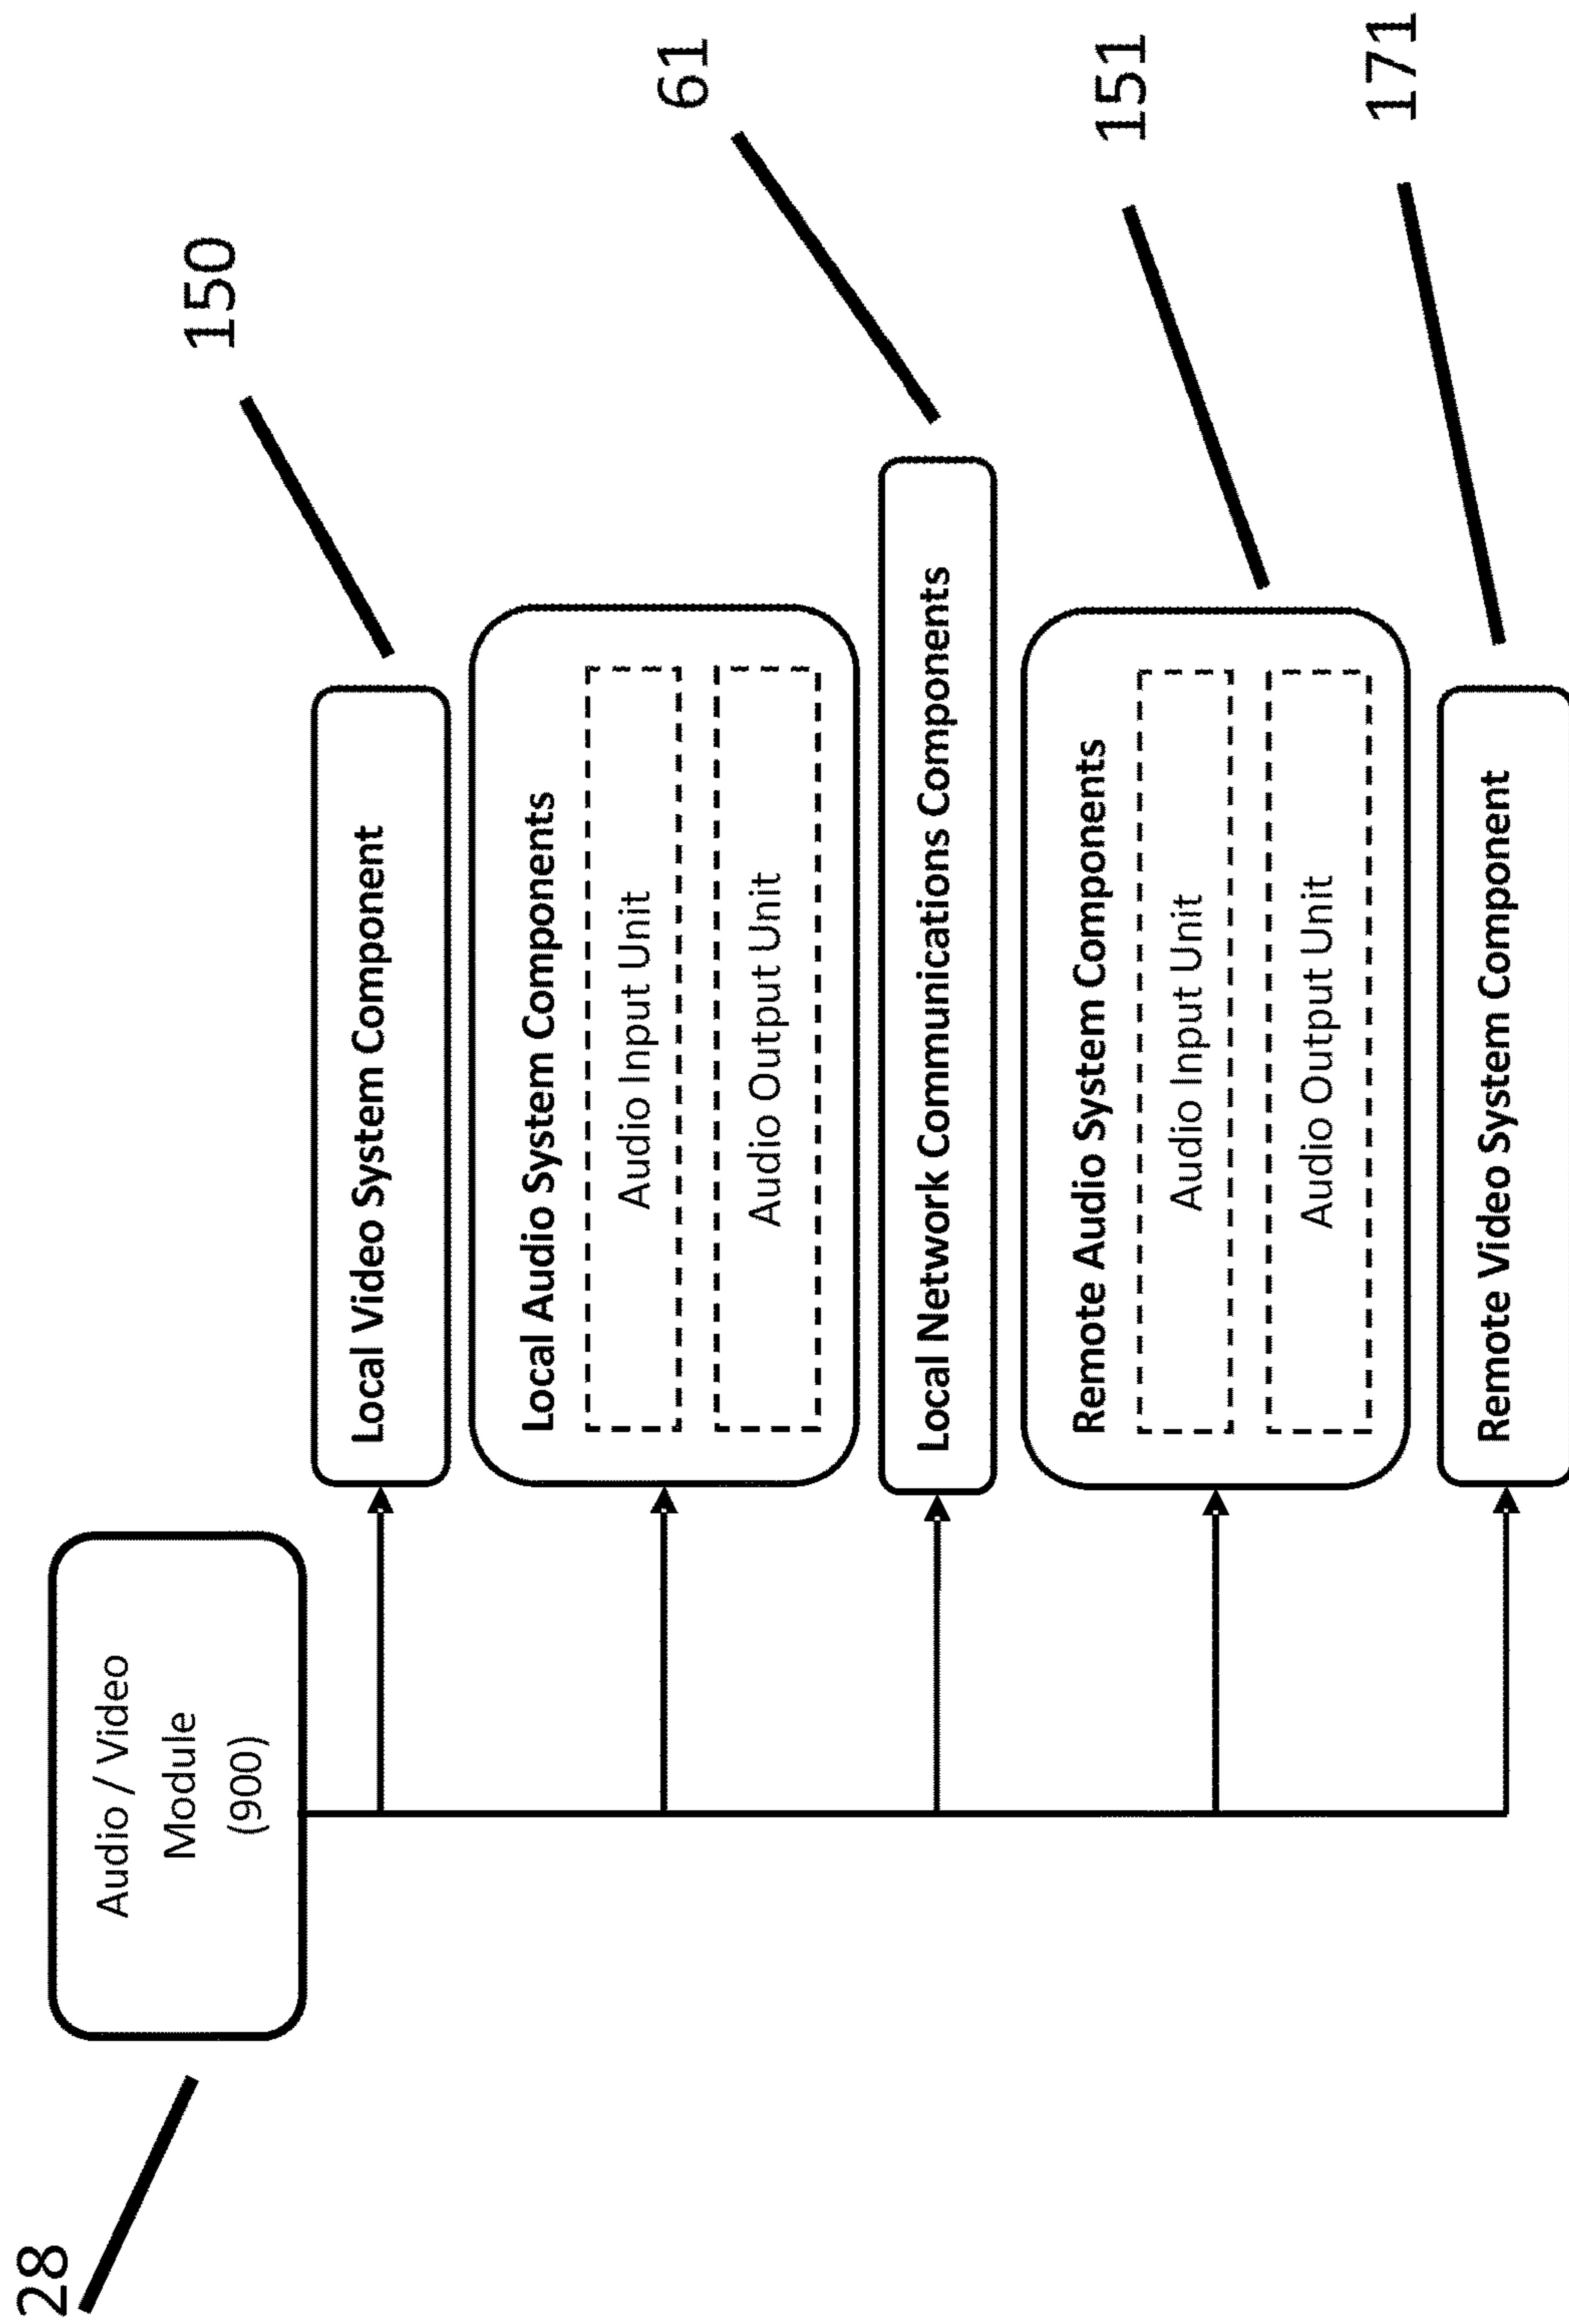 28
Audio / Video
Module
(900)
150
Local Video System Component
Local Audio System Components
Audio Input Unit
Audio Output Unit
61
Local Network Communications Components
151
Remote Audio System Components
Audio Input Unit
Audio Output Unit
171
Remote Video System Component